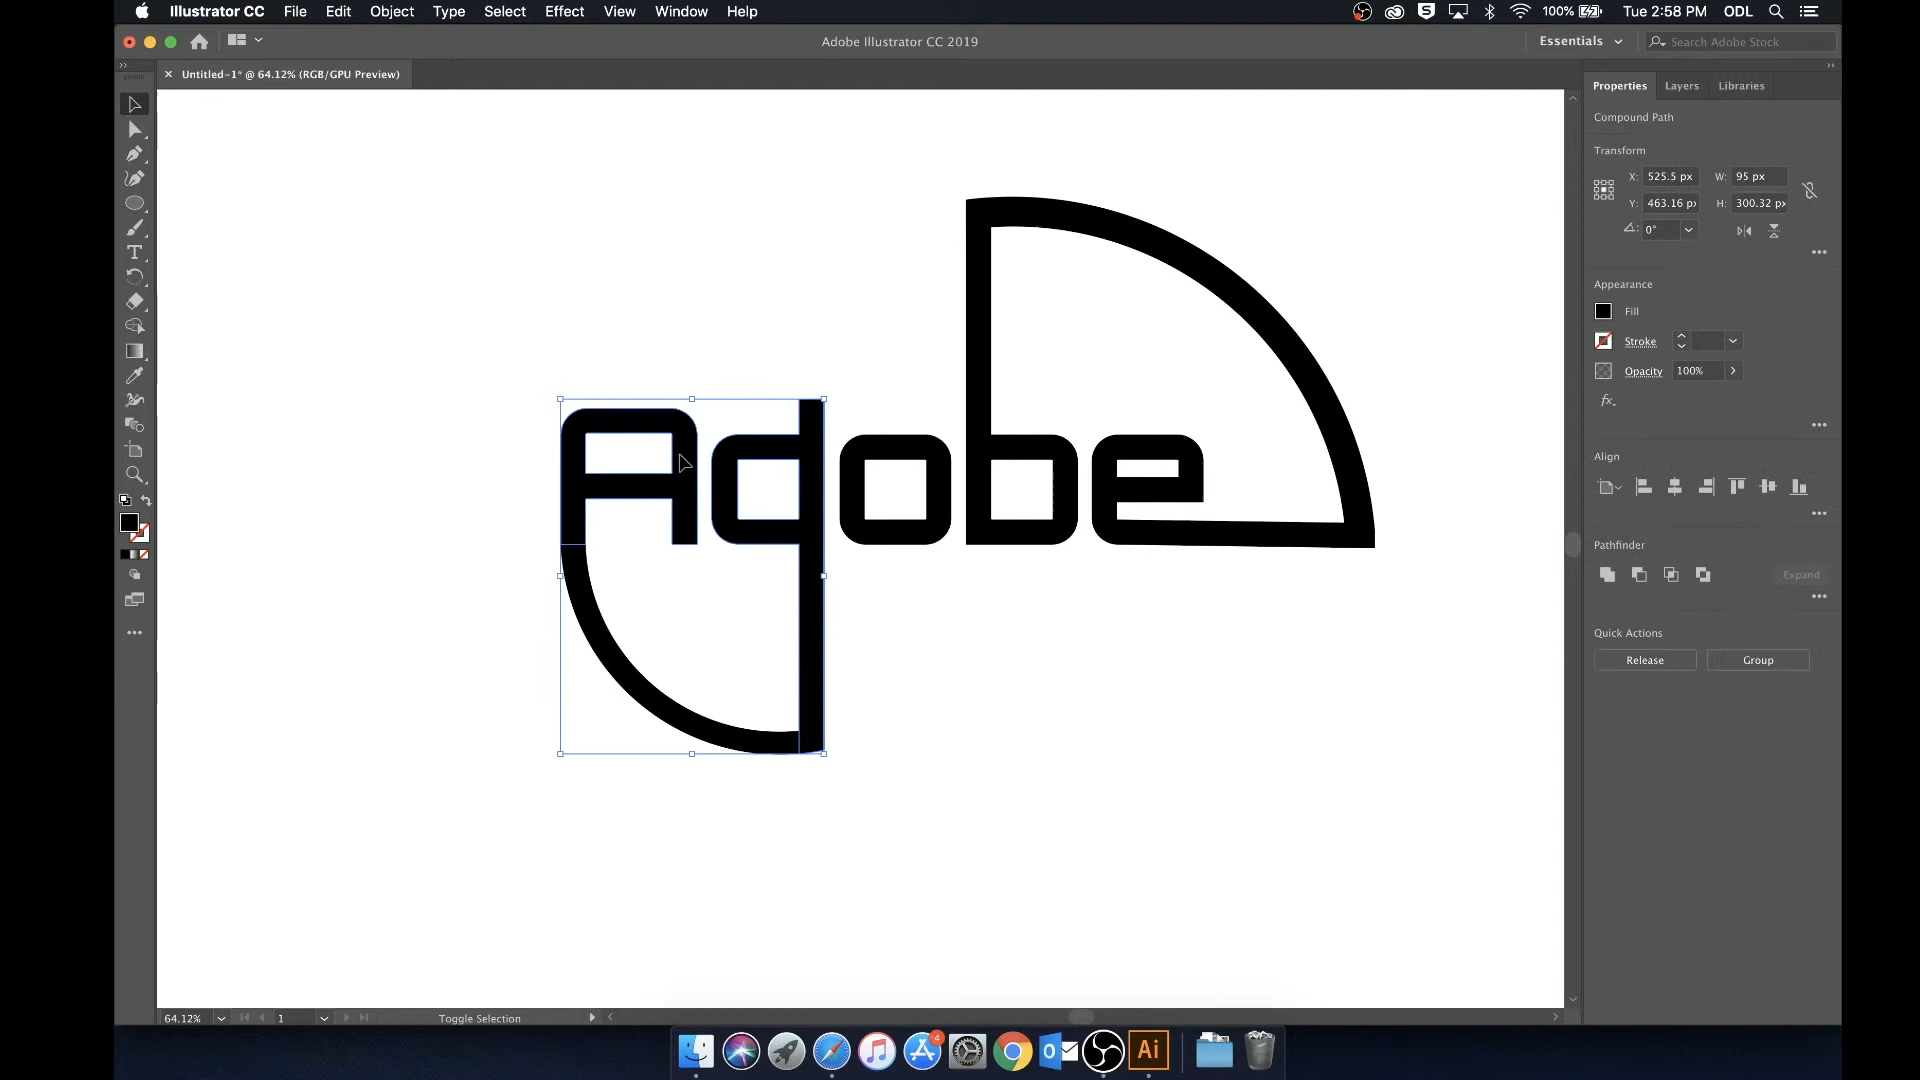 Illustrator CC File Edit Object Type Select Effect View Window Help 100% Tue 2:58 PM ODL
Adobe Illustrator CC 2019 Essentials Search Adobe Stock
Untitled-1* @ 64.12% (RGB/GPU Preview)
Properties Layers Libraries
Compound Path
Transform
X: 525.5 px W: 95 px
Y: 463.16 px H: 300.32 px
0°
Appearance
Fill
Stroke
Opacity 100%
fx.
Align
Pathfinder
Expand
Quick Actions
Release Group
Adobe
64.12% 1 Toggle Selection
4
Ai